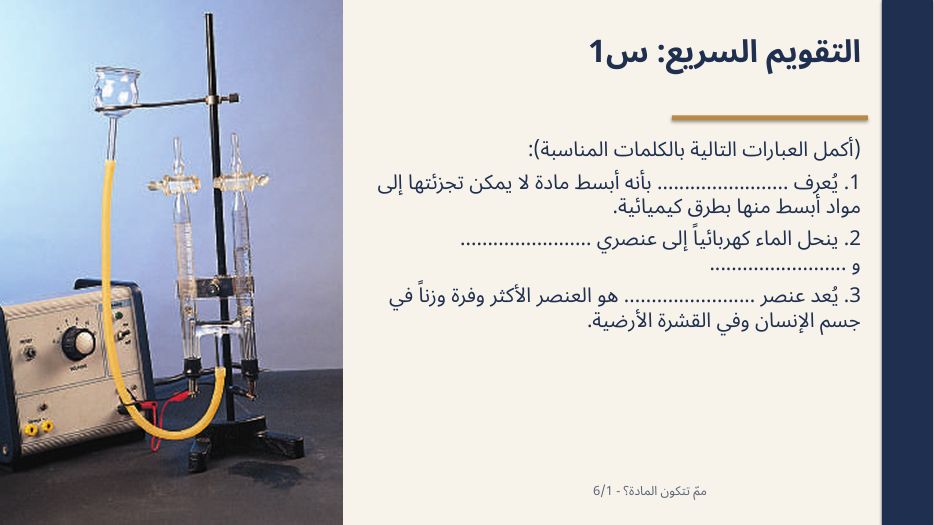 التقويم السريع: س1
(أكمل العبارات التالية بالكلمات المناسبة):
1. يُعرف ........................ بأنه أبسط مادة لا يمكن تجزئتها إلى
مواد أبسط منها بطرق كيميائية.
2. ينحل الماء كهربائياً إلى عنصري ........................
و .........................
3. يُعد عنصر ........................ هو العنصر الأكثر وفرة وزناً في
جسم الإنسان وفي القشرة الأرضية.
ممّ تتكون المادة؟ - 6/1